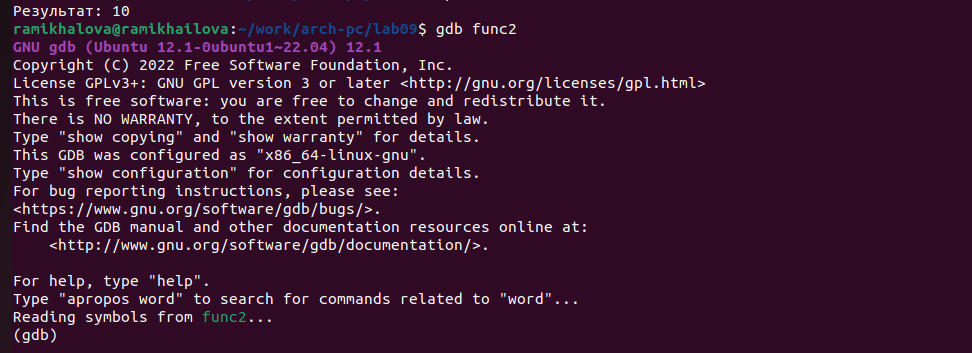 Результат: 10
ramikhalova@ramikhailova:~/work/arch-pc/lab09$ gdb func2
GNU gdb (Ubuntu 12.1-0ubuntu1~22.04) 12.1
Copyright (C) 2022 Free Software Foundation, Inc.
License GPLv3+: GNU GPL version 3 or later <http://gnu.org/licenses/gpl.html>
This is free software: you are free to change and redistribute it.
There is NO WARRANTY, to the extent permitted by law.
Type "show copying" and "show warranty" for details.
This GDB was configured as "x86_64-linux-gnu".
Type "show configuration" for configuration details.
For bug reporting instructions, please see:
<https://www.gnu.org/software/gdb/bugs/>.
Find the GDB manual and other documentation resources online at:
    <http://www.gnu.org/software/gdb/documentation/>.

For help, type "help".
Type "apropos word" to search for commands related to "word"...
Reading symbols from func2...
(gdb)